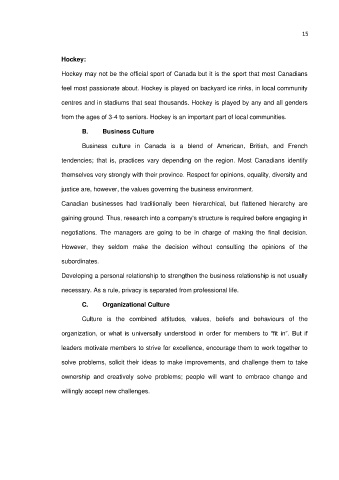 15
Hockey:
Hockey may not be the official sport of Canada but it is the sport that most Canadians
feel most passionate about. Hockey is played on backyard ice rinks, in local community
centres and in stadiums that seat thousands. Hockey is played by any and all genders
from the ages of 3-4 to seniors. Hockey is an important part of local communities.
B. Business Culture
Business culture in Canada is a blend of American, British, and French
tendencies; that is, practices vary depending on the region. Most Canadians identify
themselves very strongly with their province. Respect for opinions, equality, diversity and
justice are, however, the values governing the business environment.
Canadian businesses had traditionally been hierarchical, but flattened hierarchy are
gaining ground. Thus, research into a company's structure is required before engaging in
negotiations. The managers are going to be in charge of making the final decision.
However, they seldom make the decision without consulting the opinions of the
subordinates.
Developing a personal relationship to strengthen the business relationship is not usually
necessary. As a rule, privacy is separated from professional life.
C. Organizational Culture
Culture is the combined attitudes, values, beliefs and behaviours of the
organization, or what is universally understood in order for members to "fit in". But if
leaders motivate members to strive for excellence, encourage them to work together to
solve problems, solicit their ideas to make improvements, and challenge them to take
ownership and creatively solve problems; people will want to embrace change and
willingly accept new challenges.